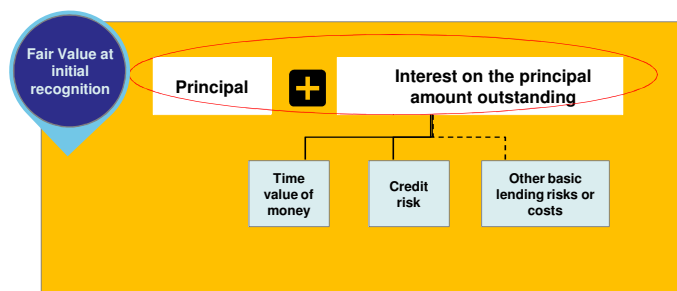 Fair Value at
initial
recognition
Principal
Interest on the principal
amount outstanding
Time
value of
money
Credit
risk
Other basic
lending risks or
costs